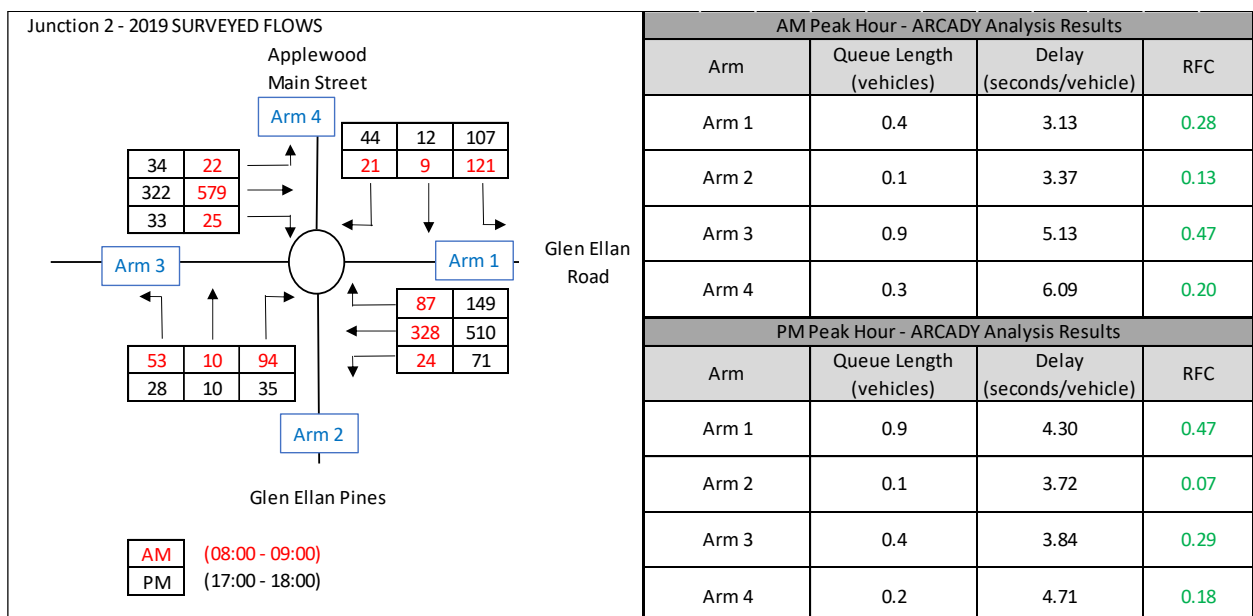 Junction 2 - 2019 SURVEYED FLOWS
Applewood
Main Street
Arm 4
44 12 107
21 9 121
34 22
322 579
33 25
Arm 3
Arm 1
Glen Ellan
Road
87 149
328 510
24 71
53 10 94
28 10 35
Arm 2
Glen Ellan Pines
AM (08:00 - 09:00)
PM (17:00 - 18:00)
AM Peak Hour - ARCADY Analysis Results
Arm Queue Length (vehicles) Delay (seconds/vehicle) RFC
Arm 1 0.4 3.13 0.28
Arm 2 0.1 3.37 0.13
Arm 3 0.9 5.13 0.47
Arm 4 0.3 6.09 0.20
PM Peak Hour - ARCADY Analysis Results
Arm Queue Length (vehicles) Delay (seconds/vehicle) RFC
Arm 1 0.9 4.30 0.47
Arm 2 0.1 3.72 0.07
Arm 3 0.4 3.84 0.29
Arm 4 0.2 4.71 0.18